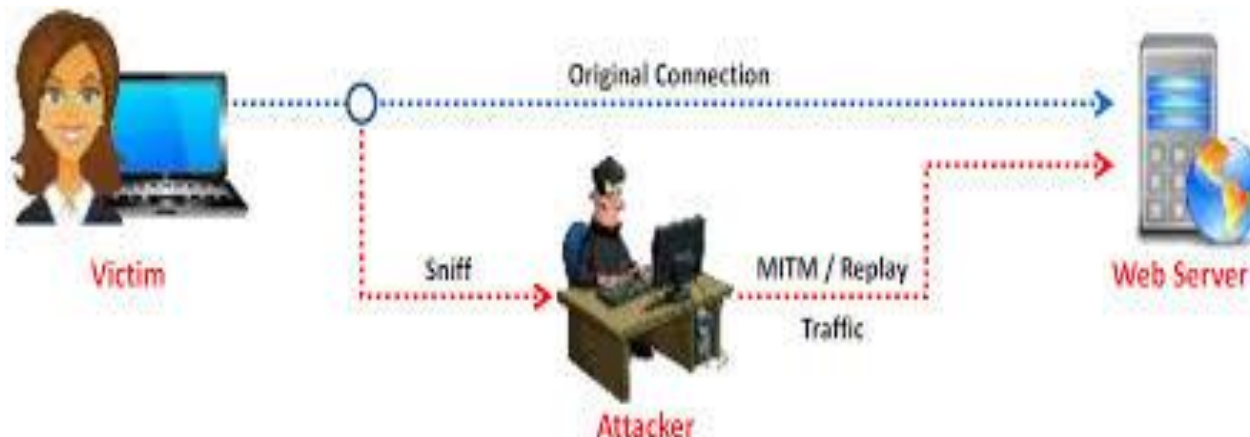 Original Connection
Victim
Sniff
MITM / Replay
Traffic
Web Server
Attacker